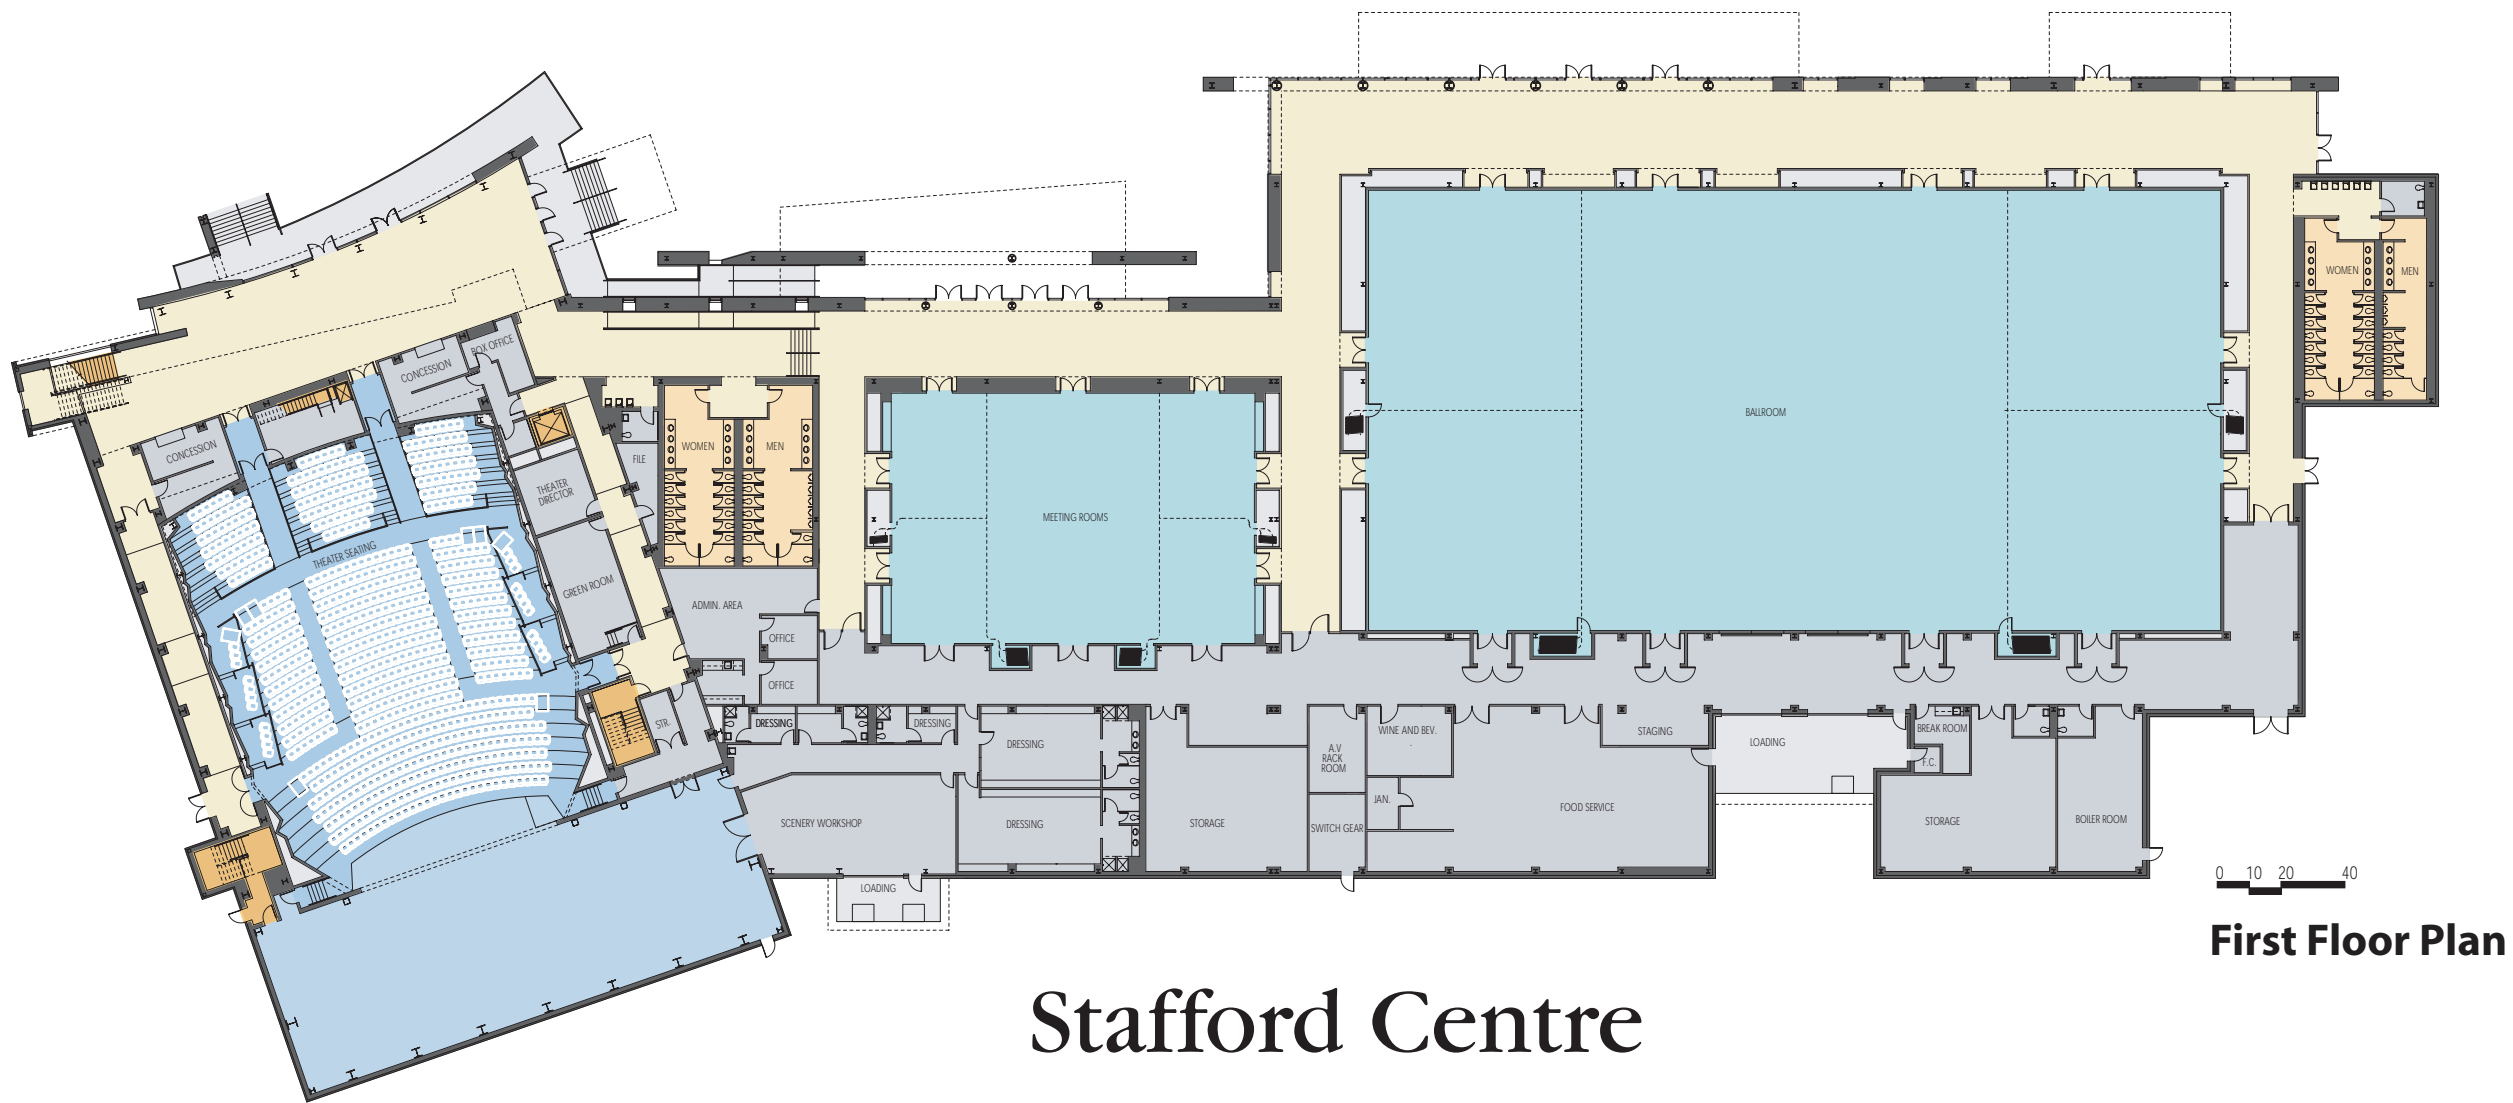 BOX OFFICE
CONCESSION
CONCESSION
THEATER SEATING
THEATER
DIRECTOR
GREEN ROOM
FILE
WOMEN
MEN
ADMIN. AREA
OFFICE
OFFICE
STR.
MEETING ROOMS
BALLROOM
WOMEN
MEN
DRESSING
DRESSING
DRESSING
DRESSING
SCENERY WORKSHOP
LOADING
STORAGE
A.V
RACK
ROOM
SWITCH GEAR
WINE AND BEV.
JAN.
FOOD SERVICE
STAGING
LOADING
BREAK ROOM
F.C.
STORAGE
BOILER ROOM
0 10 20 40
First Floor Plan
Stafford Centre